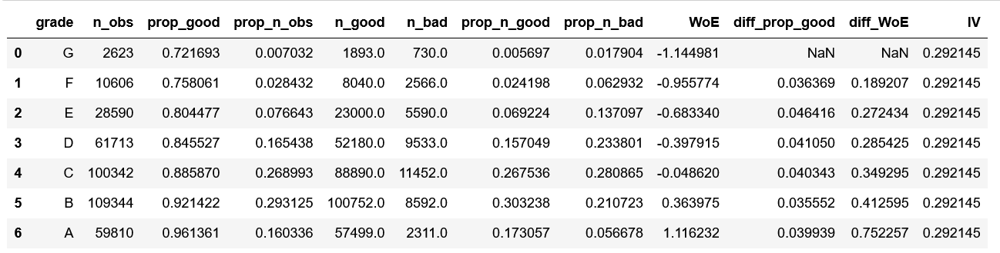 grade n_obs prop_good prop_n_obs n_good n_bad prop_n_good prop_n_bad WoE diff_prop_good diff_WoE IV
0 G 2623 0.721693 0.007032 1893.0 730.0 0.005697 0.017904 -1.144981 NaN NaN 0.292145
1 F 10606 0.758061 0.028432 8040.0 2566.0 0.024198 0.062932 -0.955774 0.036369 0.189207 0.292145
2 E 28590 0.804477 0.076643 23000.0 5590.0 0.069224 0.137097 -0.683340 0.046416 0.272434 0.292145
3 D 61713 0.845527 0.165438 52180.0 9533.0 0.157049 0.233801 -0.397915 0.041050 0.285425 0.292145
4 C 100342 0.885870 0.268993 88890.0 11452.0 0.267536 0.280865 -0.048620 0.040343 0.349295 0.292145
5 B 109344 0.921422 0.293125 100752.0 8592.0 0.303238 0.210723 0.363975 0.035552 0.412595 0.292145
6 A 59810 0.961361 0.160336 57499.0 2311.0 0.173057 0.056678 1.116232 0.039939 0.752257 0.292145